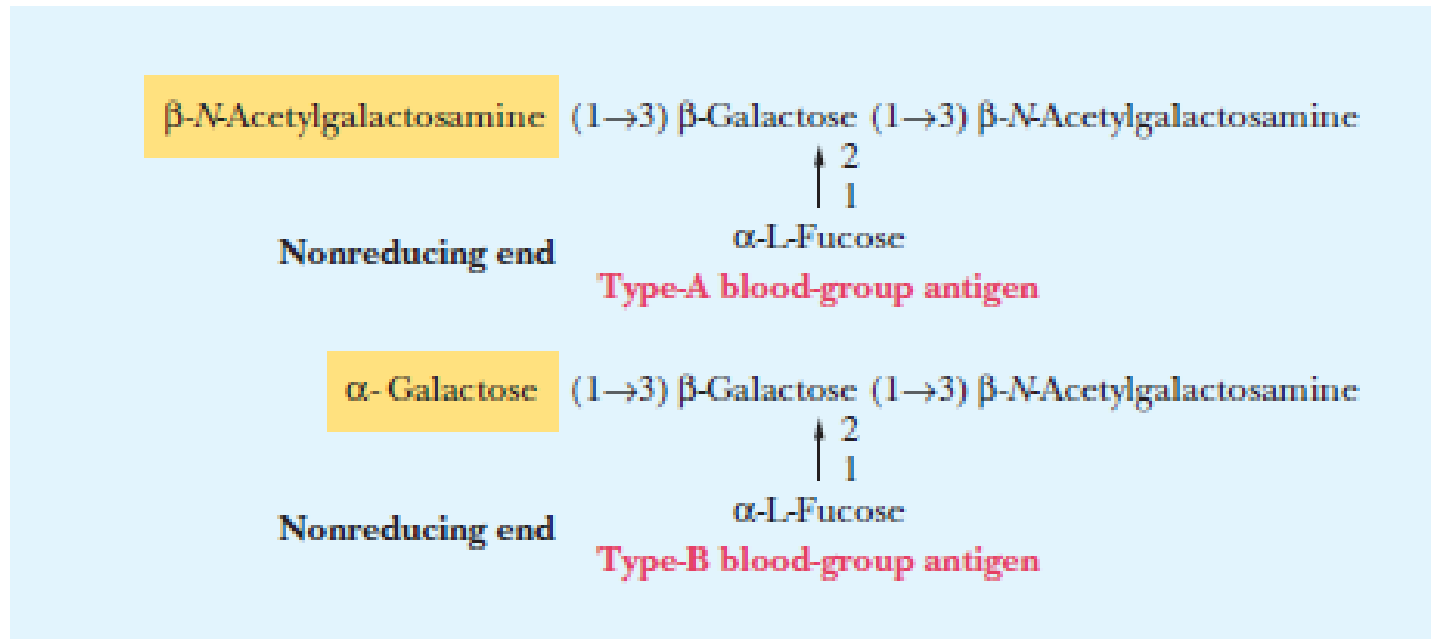 β-N-Acetylgalactosamine (1→3) β-Galactose (1→3) β-N-Acetylgalactosamine
2
1
α-L-Fucose
Nonreducing end
Type-A blood-group antigen
α- Galactose (1→3) β-Galactose (1→3) β-N-Acetylgalactosamine
2
1
α-L-Fucose
Nonreducing end
Type-B blood-group antigen